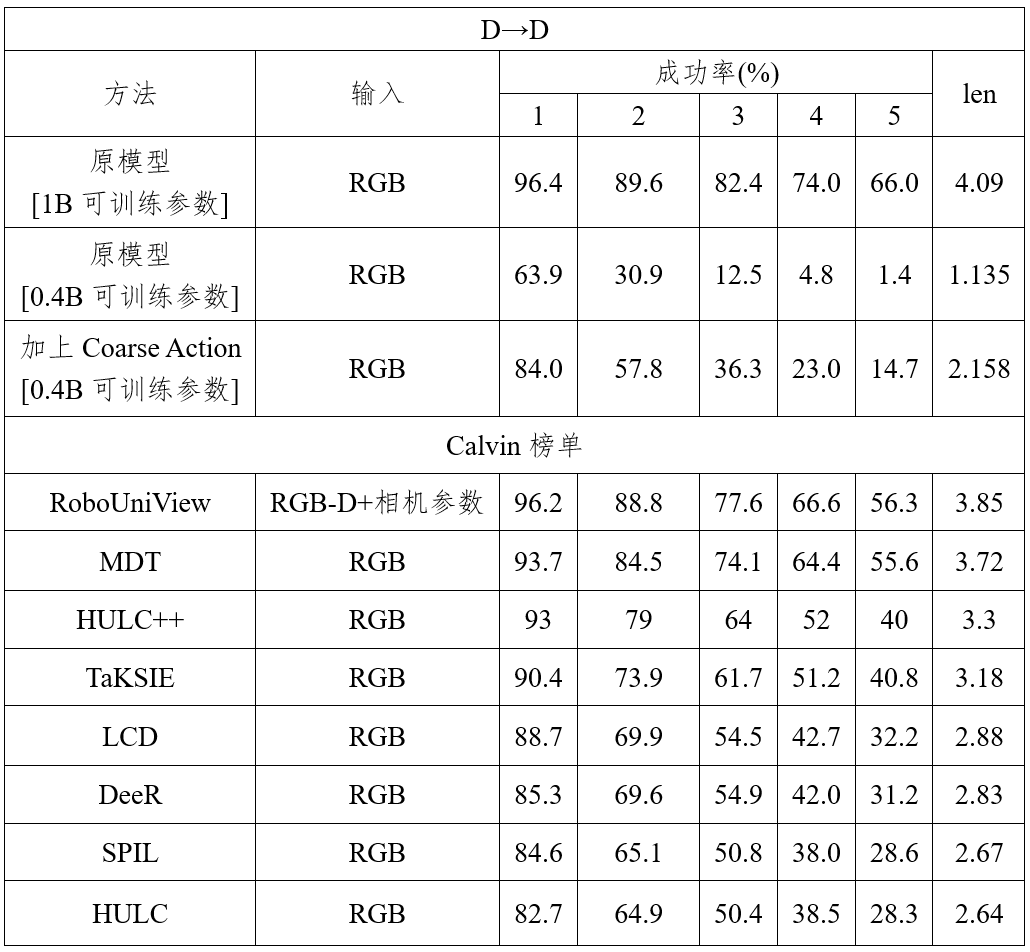 D→D
方法 输入 成功率(%) len
1 2 3 4 5
原模型
[1B 可训练参数] RGB 96.4 89.6 82.4 74.0 66.0 4.09
原模型
[0.4B 可训练参数] RGB 63.9 30.9 12.5 4.8 1.4 1.135
加上 Coarse Action
[0.4B 可训练参数] RGB 84.0 57.8 36.3 23.0 14.7 2.158
Calvin 榜单
RoboUniView RGB-D+相机参数 96.2 88.8 77.6 66.6 56.3 3.85
MDT RGB 93.7 84.5 74.1 64.4 55.6 3.72
HULC++ RGB 93 79 64 52 40 3.3
TaKSIE RGB 90.4 73.9 61.7 51.2 40.8 3.18
LCD RGB 88.7 69.9 54.5 42.7 32.2 2.88
DeeR RGB 85.3 69.6 54.9 42.0 31.2 2.83
SPIL RGB 84.6 65.1 50.8 38.0 28.6 2.67
HULC RGB 82.7 64.9 50.4 38.5 28.3 2.64